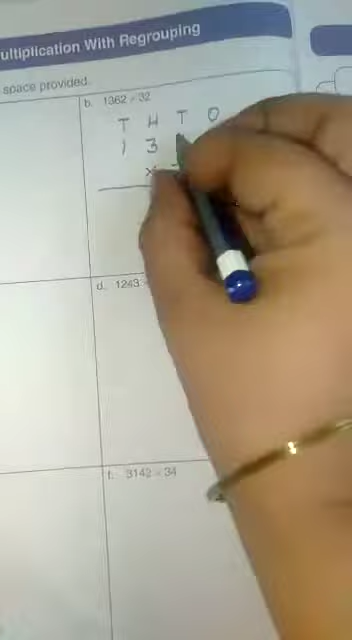 ultiplication With Regrouping
space provided.
b. 1362 × 32
T H T O
1 3
×
d. 1243
f. 3142 × 34